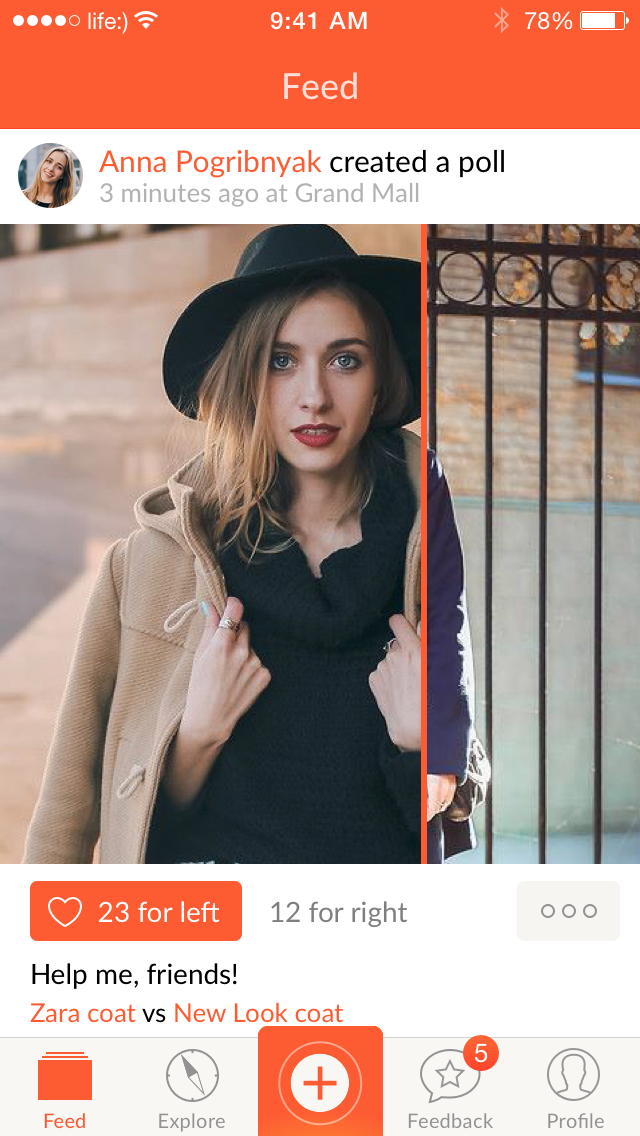 life:) 9:41 AM 78%
Feed
Anna Pogribnyak created a poll
3 minutes ago at Grand Mall
23 for left 12 for right
Help me, friends!
Zara coat vs New Look coat
5
Feed Explore Feedback Profile